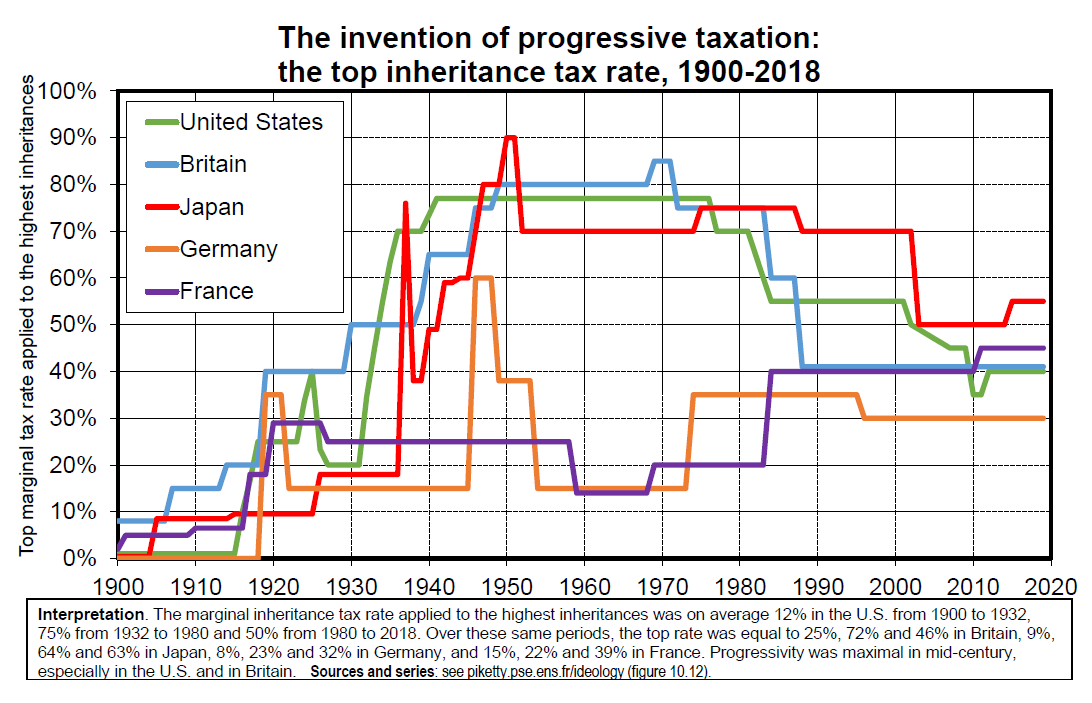 The invention of progressive taxation:
the top inheritance tax rate, 1900-2018
Top marginal tax rate applied to the highest inheritances
100%
90%
80%
70%
60%
50%
40%
30%
20%
10%
0%
United States
Britain
Japan
Germany
France
1900 1910 1920 1930 1940 1950 1960 1970 1980 1990 2000 2010 2020
Interpretation. The marginal inheritance tax rate applied to the highest inheritances was on average 12% in the U.S. from 1900 to 1932,
75% from 1932 to 1980 and 50% from 1980 to 2018. Over these same periods, the top rate was equal to 25%, 72% and 46% in Britain, 9%,
64% and 63% in Japan, 8%, 23% and 32% in Germany, and 15%, 22% and 39% in France. Progressivity was maximal in mid-century,
especially in the U.S. and in Britain. Sources and series: see piketty.pse.ens.fr/ideology (figure 10.12).